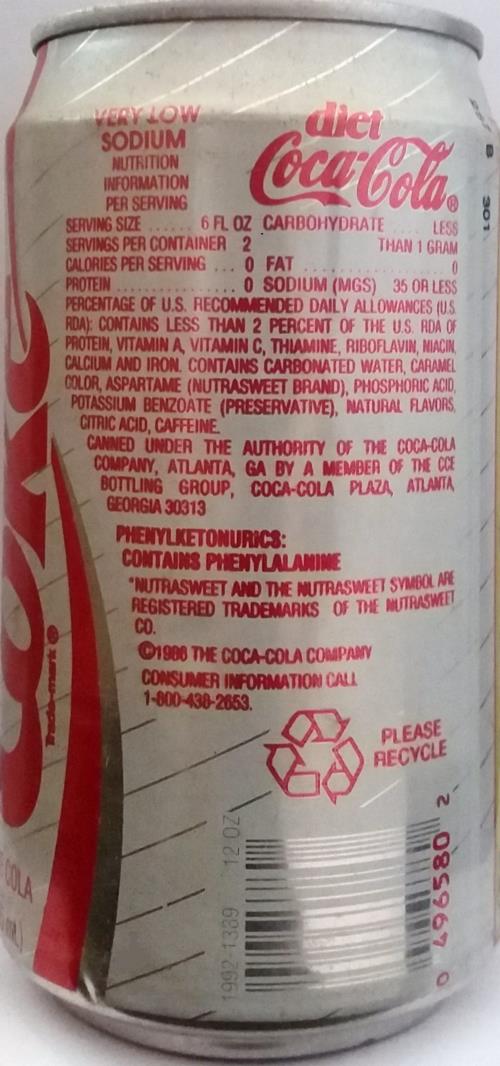 VERY LOW
SODIUM
NUTRITION
INFORMATION
PER SERVING
diet
Coca-Cola®
SERVING SIZE ...... 6 FL OZ CARBOHYDRATE .... LESS
SERVINGS PER CONTAINER 2 THAN 1 GRAM
CALORIES PER SERVING ... 0 FAT .................... 0
PROTEIN ................. 0 SODIUM (MGS) 35 OR LESS
PERCENTAGE OF U.S. RECOMMENDED DAILY ALLOWANCES (U.S.
RDA): CONTAINS LESS THAN 2 PERCENT OF THE U.S. RDA OF
PROTEIN, VITAMIN A, VITAMIN C, THIAMINE, RIBOFLAVIN, NIACIN,
CALCIUM AND IRON. CONTAINS CARBONATED WATER, CARAMEL
COLOR, ASPARTAME (NUTRASWEET BRAND), PHOSPHORIC ACID,
POTASSIUM BENZOATE (PRESERVATIVE), NATURAL FLAVORS,
CITRIC ACID, CAFFEINE.
CANNED UNDER THE AUTHORITY OF THE COCA-COLA
COMPANY, ATLANTA, GA BY A MEMBER OF THE CCE
BOTTLING GROUP, COCA-COLA PLAZA, ATLANTA,
GEORGIA 30313
PHENYLKETONURICS:
CONTAINS PHENYLALANINE
*NUTRASWEET AND THE NUTRASWEET SYMBOL ARE
REGISTERED TRADEMARKS OF THE NUTRASWEET
CO.
©1986 THE COCA-COLA COMPANY
CONSUMER INFORMATION CALL
1-800-438-2653.
PLEASE
RECYCLE
1992-1389 12 OZ
0 496580 2
Coke
Trade-mark ®
COLA
B 301